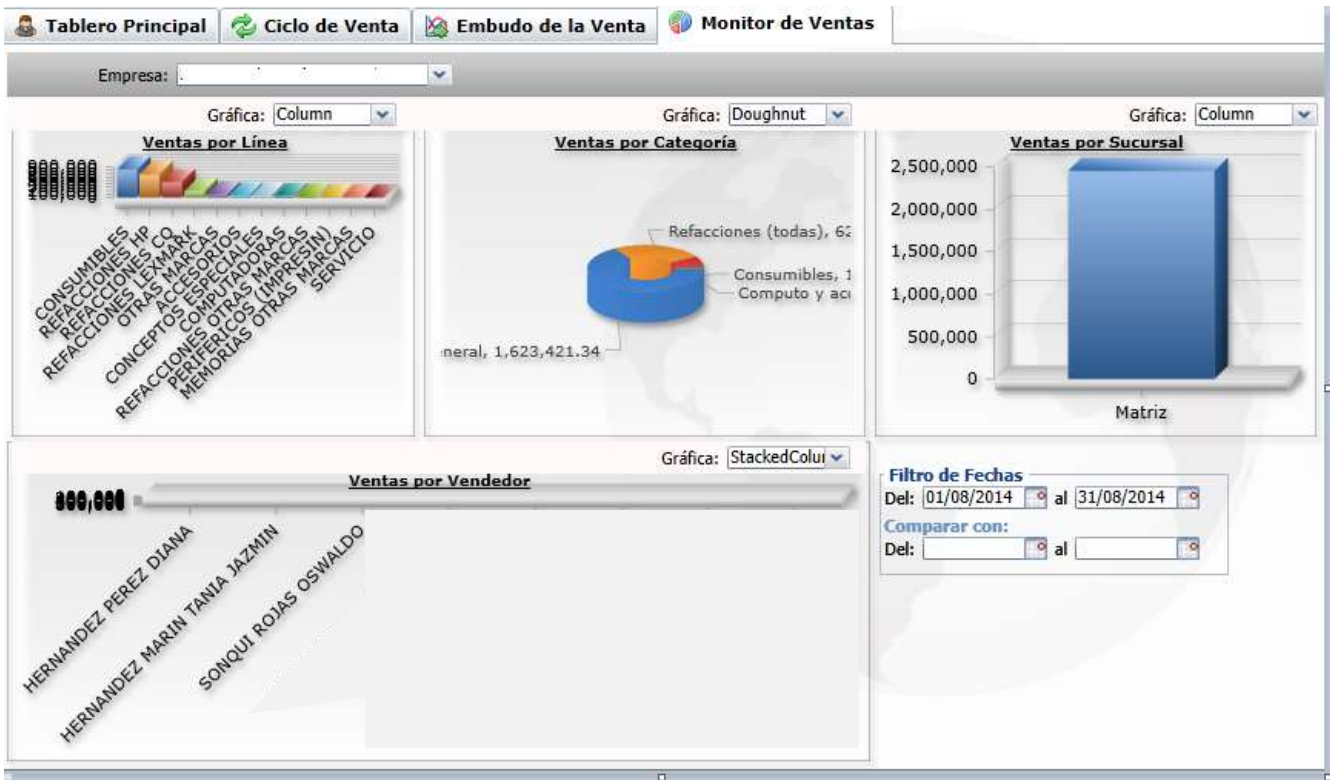 Tablero Principal
Ciclo de Venta
Embudo de la Venta
Monitor de Ventas
Empresa:
Gráfica: Column
Ventas por Línea
CONSUMIBLES
REFACCIONES HP
REFACCIONES CQ
REFACCIONES LEXMARK
OTRAS MARCAS
ACCESORIOS
CONCEPTOS ESPECIALES
COMPUTADORAS
REFACCIONES OTRAS MARCAS
PERIFERICOS (IMPRESIN)
MEMORIAS OTRAS MARCAS
SERVICIO
Gráfica: Doughnut
Ventas por Categoría
Refacciones (todas), 62
Consumibles, 1
Computo y acc
neral, 1,623,421.34
Gráfica: Column
Ventas por Sucursal
2,500,000
2,000,000
1,500,000
1,000,000
500,000
0
Matriz
Gráfica: StackedColu
Ventas por Vendedor
HERNANDEZ PEREZ DIANA
HERNANDEZ MARIN TANIA JAZMIN
SONQUI ROJAS OSWALDO
Filtro de Fechas
Del: 01/08/2014 al 31/08/2014
Comparar con:
Del: al